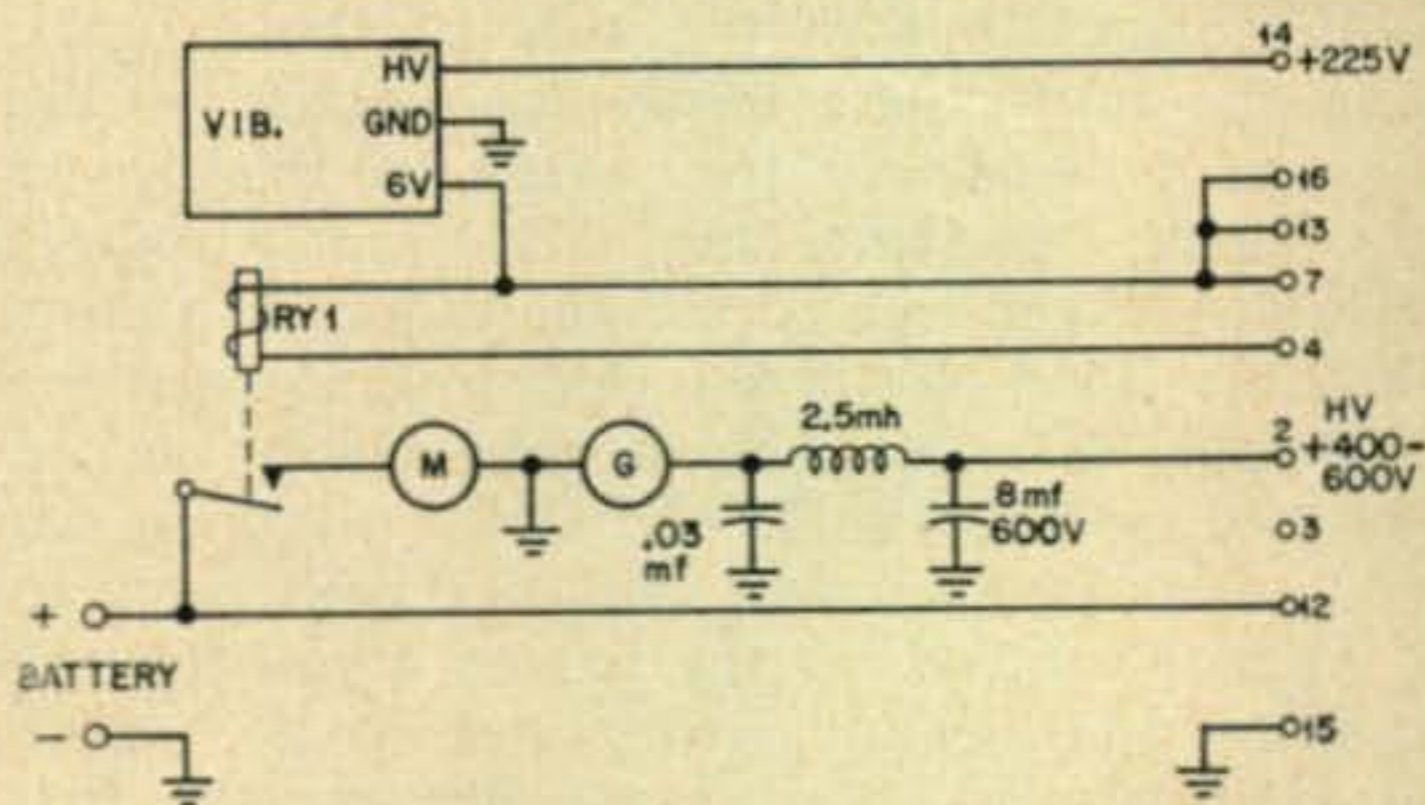 14
HV
+225V
VIB.
GND
16
6V
13
7
RY1
4
2.5mh
HV
2
+400-
M
G
600V
8mf
.03
600V
3
mf
+
12
BATTERY
-
15